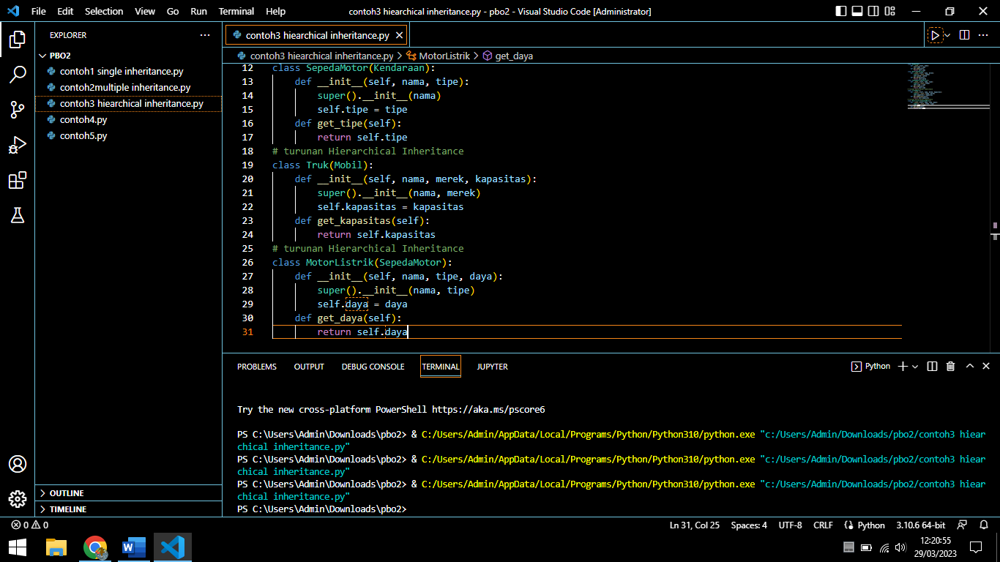 File Edit Selection View Go Run Terminal Help contoh3 hiearchical inheritance.py - pbo2 - Visual Studio Code [Administrator]
EXPLORER
contoh3 hiearchical inheritance.py
PBO2
contoh1 single inheritance.py
contoh2multiple inheritance.py
contoh3 hiearchical inheritance.py
contoh4.py
contoh5.py
OUTLINE
TIMELINE
contoh3 hiearchical inheritance.py > MotorListrik > get_daya
12 class SepedaMotor(Kendaraan):
13     def __init__(self, nama, tipe):
14         super().__init__(nama)
15         self.tipe = tipe
16     def get_tipe(self):
17         return self.tipe
18 # turunan Hierarchical Inheritance
19 class Truk(Mobil):
20     def __init__(self, nama, merek, kapasitas):
21         super().__init__(nama, merek)
22         self.kapasitas = kapasitas
23     def get_kapasitas(self):
24         return self.kapasitas
25 # turunan Hierarchical Inheritance
26 class MotorListrik(SepedaMotor):
27     def __init__(self, nama, tipe, daya):
28         super().__init__(nama, tipe)
29         self.daya = daya
30     def get_daya(self):
31         return self.daya
PROBLEMS OUTPUT DEBUG CONSOLE TERMINAL JUPYTER Python
Try the new cross-platform PowerShell https://aka.ms/pscore6
PS C:\Users\Admin\Downloads\pbo2> & C:/Users/Admin/AppData/Local/Programs/Python/Python310/python.exe "c:/Users/Admin/Downloads/pbo2/contoh3 hiear
chical inheritance.py"
PS C:\Users\Admin\Downloads\pbo2> & C:/Users/Admin/AppData/Local/Programs/Python/Python310/python.exe "c:/Users/Admin/Downloads/pbo2/contoh3 hiear
chical inheritance.py"
PS C:\Users\Admin\Downloads\pbo2> & C:/Users/Admin/AppData/Local/Programs/Python/Python310/python.exe "c:/Users/Admin/Downloads/pbo2/contoh3 hiear
chical inheritance.py"
PS C:\Users\Admin\Downloads\pbo2>
0 0 Ln 31, Col 25 Spaces: 4 UTF-8 CRLF Python 3.10.6 64-bit
12:20:55
29/03/2023